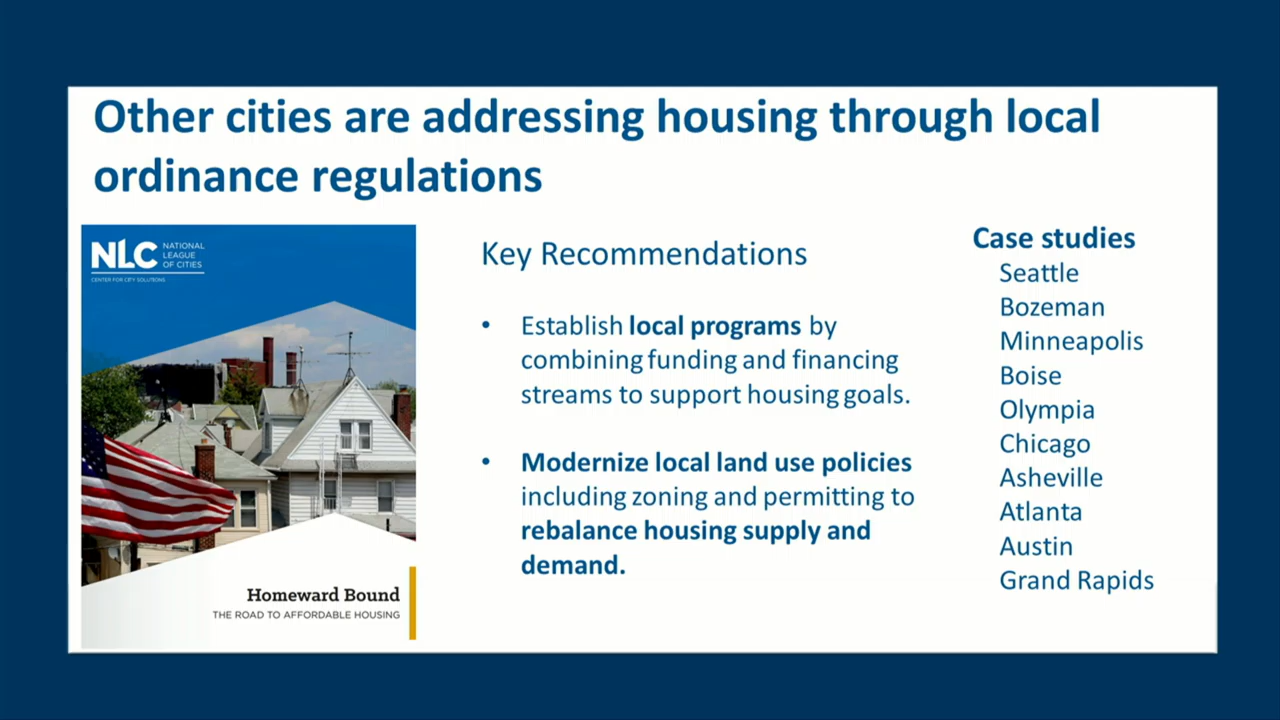 Other cities are addressing housing through local
ordinance regulations
NLC
NATIONAL
LEAGUE
OF CITIES
CENTER FOR CITY SOLUTIONS
Homeward Bound
THE ROAD TO AFFORDABLE HOUSING
Key Recommendations
• Establish local programs by
combining funding and financing
streams to support housing goals.
• Modernize local land use policies
including zoning and permitting to
rebalance housing supply and
demand.
Case studies
Seattle
Bozeman
Minneapolis
Boise
Olympia
Chicago
Asheville
Atlanta
Austin
Grand Rapids